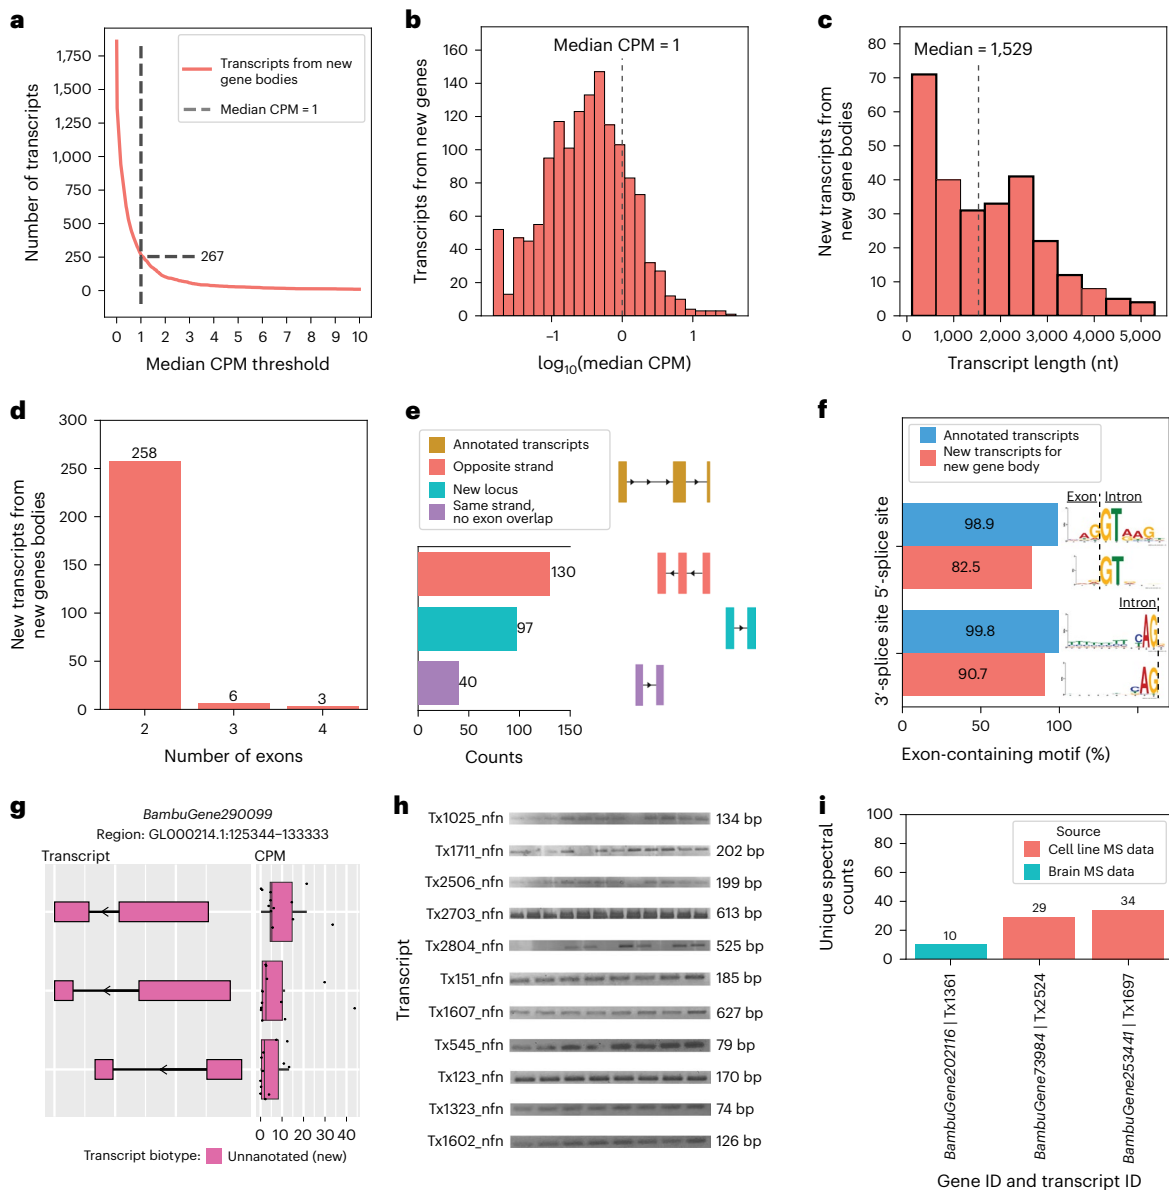 a
Number of transcripts
1,750
1,500
1,250
1,000
750
500
250
0
Transcripts from new
gene bodies
Median CPM = 1
267
0 1 2 3 4 5 6 7 8 9 10
Median CPM threshold
b
Transcripts from new genes
160
140
120
100
80
60
40
20
0
Median CPM = 1
–1 0 1
log10(median CPM)
c
New transcripts from
new gene bodies
80
70
60
50
40
30
20
10
0
Median = 1,529
0 1,000 2,000 3,000 4,000 5,000
Transcript length (nt)
d
New transcripts from
new genes bodies
300
250
200
150
100
50
0
258
6
3
2 3 4
Number of exons
e
Annotated transcripts
Opposite strand
New locus
Same strand,
no exon overlap
130
97
40
0 50 100 150
Counts
f
Annotated transcripts
New transcripts for
new gene body
5′-splice site
3′-splice site
98.9
82.5
99.8
90.7
Exon Intron
AGGTAAG
GT
Intron
CAG
CAG
0 50 100
Exon-containing motif (%)
g
BambuGene290099
Region: GL000214.1:125344–133333
Transcript
CPM
0 10 20 30 40
Transcript biotype: Unnanotated (new)
h
Transcript
Tx1025_nfn 134 bp
Tx1711_nfn 202 bp
Tx2506_nfn 199 bp
Tx2703_nfn 613 bp
Tx2804_nfn 525 bp
Tx151_nfn 185 bp
Tx1607_nfn 627 bp
Tx545_nfn 79 bp
Tx123_nfn 170 bp
Tx1323_nfn 74 bp
Tx1602_nfn 126 bp
i
Unique spectral
counts
100
80
60
40
20
0
Source
Cell line MS data
Brain MS data
10
29
34
BambuGene202116 | Tx1361
BambuGene73984 | Tx2524
BambuGene253441 | Tx1697
Gene ID and transcript ID